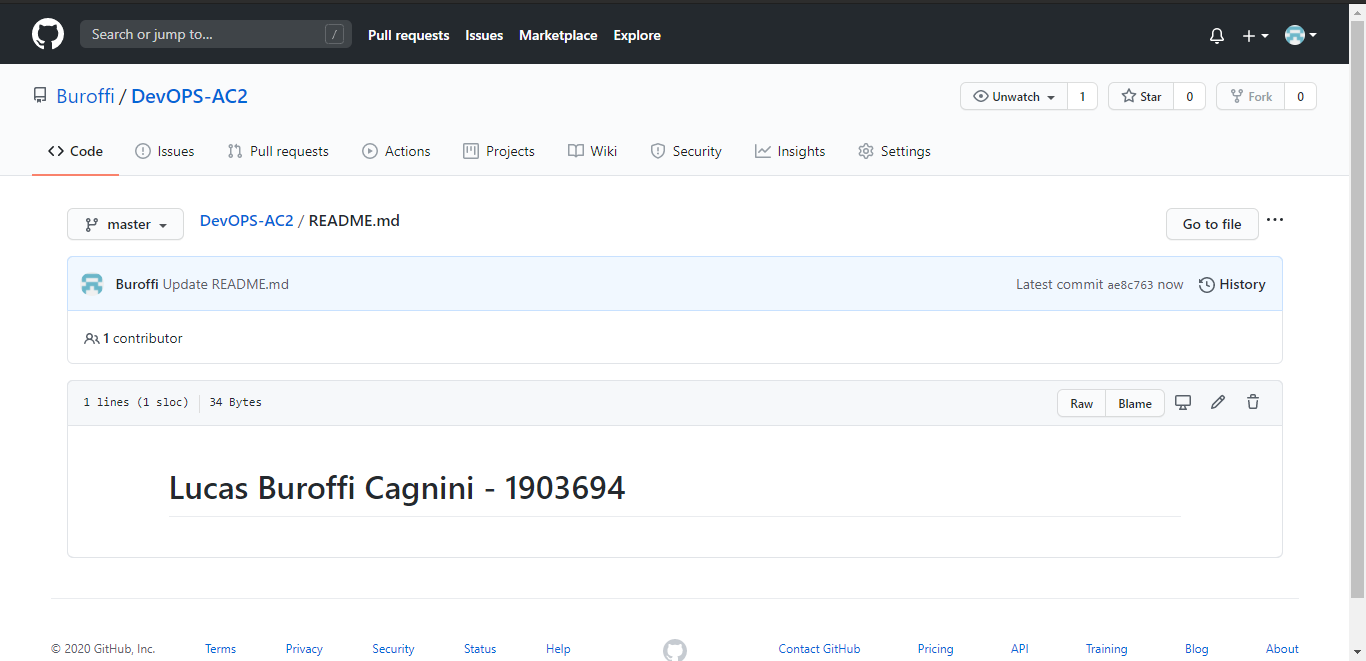 Search or jump to... /
Pull requests Issues Marketplace Explore
Buroffi / DevOPS-AC2
Unwatch 1 Star 0 Fork 0
Code Issues Pull requests Actions Projects Wiki Security Insights Settings
master DevOPS-AC2 / README.md Go to file ...
Buroffi Update README.md Latest commit ae8c763 now History
1 contributor
1 lines (1 sloc) 34 Bytes Raw Blame
Lucas Buroffi Cagnini - 1903694
© 2020 GitHub, Inc. Terms Privacy Security Status Help Contact GitHub Pricing API Training Blog About